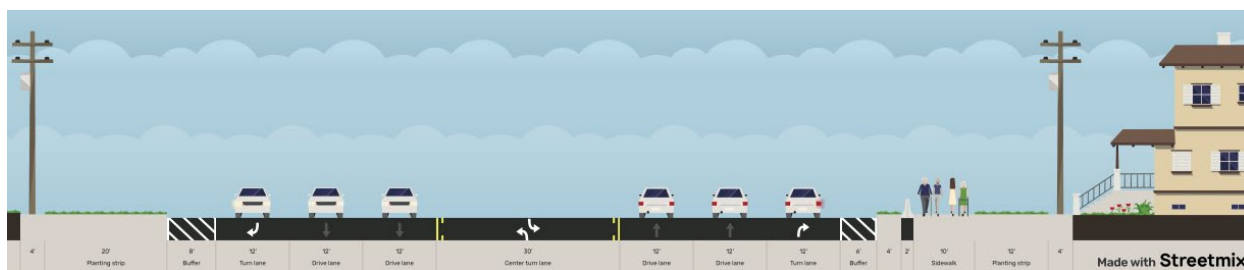 4' 20' 8' 12' 12' 12' 30' 12' 12' 12' 6' 4' 2' 10' 12' 4'
Planting strip Buffer Turn lane Drive lane Drive lane Center turn lane Drive lane Drive lane Turn lane Buffer Sidewalk Planting strip
Made with Streetmix